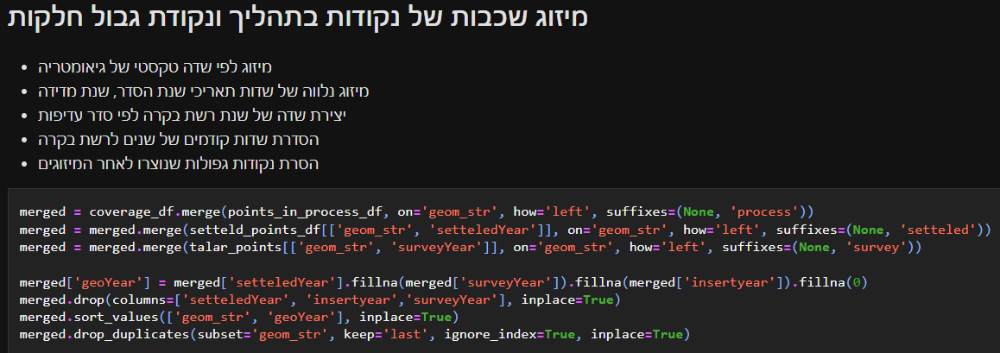 מיזוג שכבות של נקודות בתהליך ונקודת גבול חלקות
• מיזוג לפי שדה טקסטי של גיאומטריה
• מיזוג נלווה של שדות תאריכי שנת הסדר, שנת מדידה
• יצירת שדה של שנת רשת בקרה לפי סדר עדיפות
• הסדרת שדות קודמים של שנים לרשת בקרה
• הסרת נקודות גפולות שנוצרו לאחר המיזוגים
merged = coverage_df.merge(points_in_process_df, on='geom_str', how='left', suffixes=(None, 'process'))
merged = merged.merge(setteld_points_df[['geom_str', 'setteledYear']], on='geom_str', how='left', suffixes=(None, 'setteled'))
merged = merged.merge(talar_points[['geom_str', 'surveyYear']], on='geom_str', how='left', suffixes=(None, 'survey'))
merged['geoYear'] = merged['setteledYear'].fillna(merged['surveyYear']).fillna(merged['insertyear']).fillna(0)
merged.drop(columns=['setteledYear', 'insertyear','surveyYear'], inplace=True)
merged.sort_values(['geom_str', 'geoYear'], inplace=True)
merged.drop_duplicates(subset='geom_str', keep='last', ignore_index=True, inplace=True)